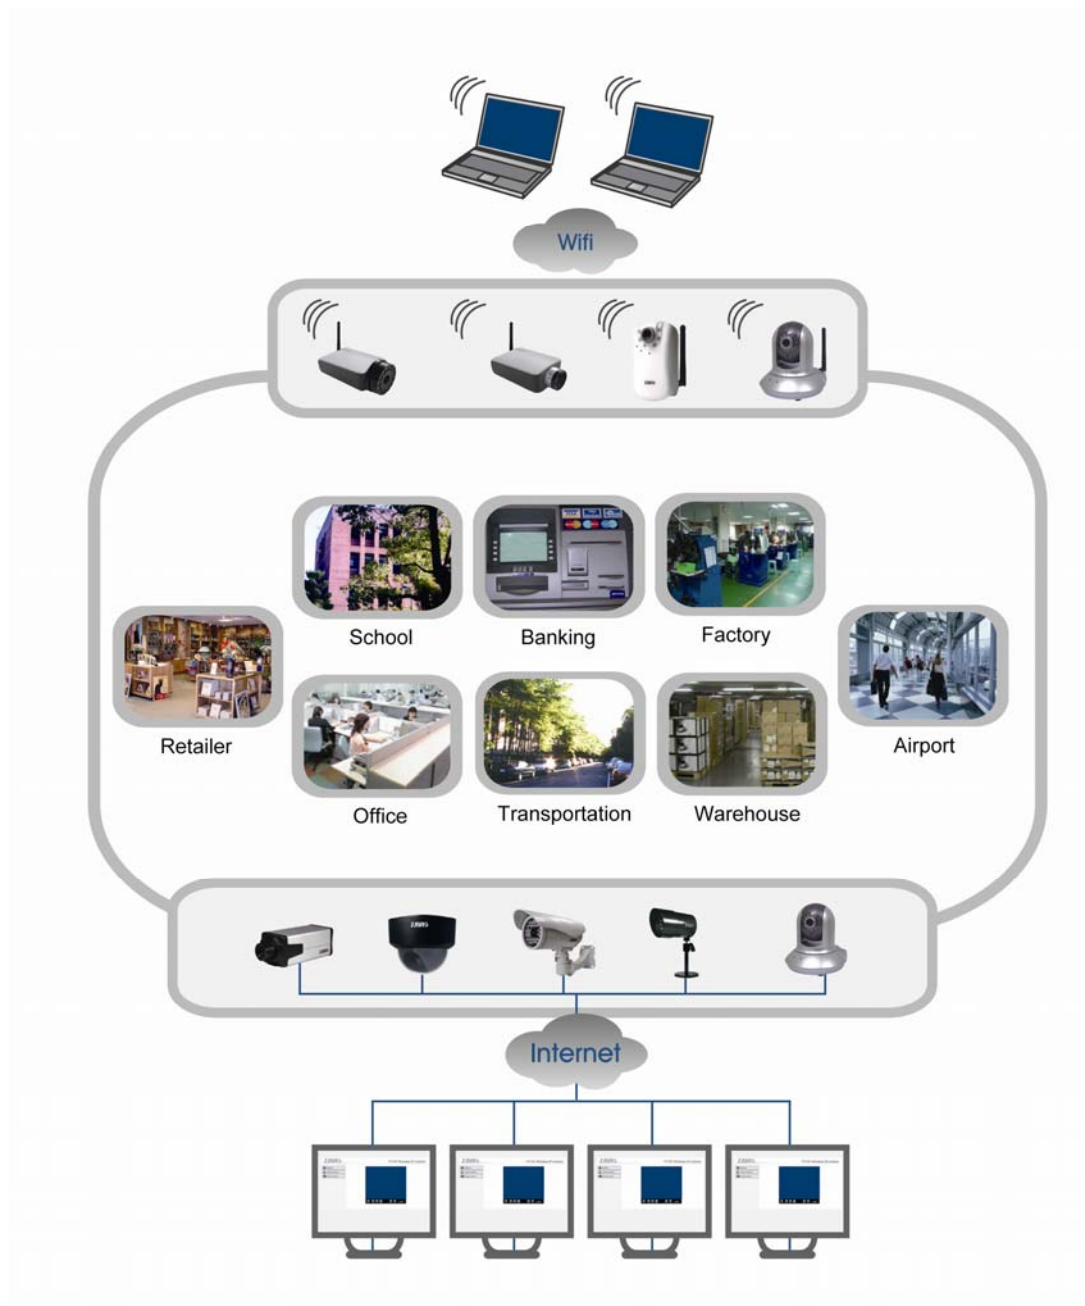 Wifi
School
Banking
Factory
Retailer
Airport
Office
Transportation
Warehouse
Internet